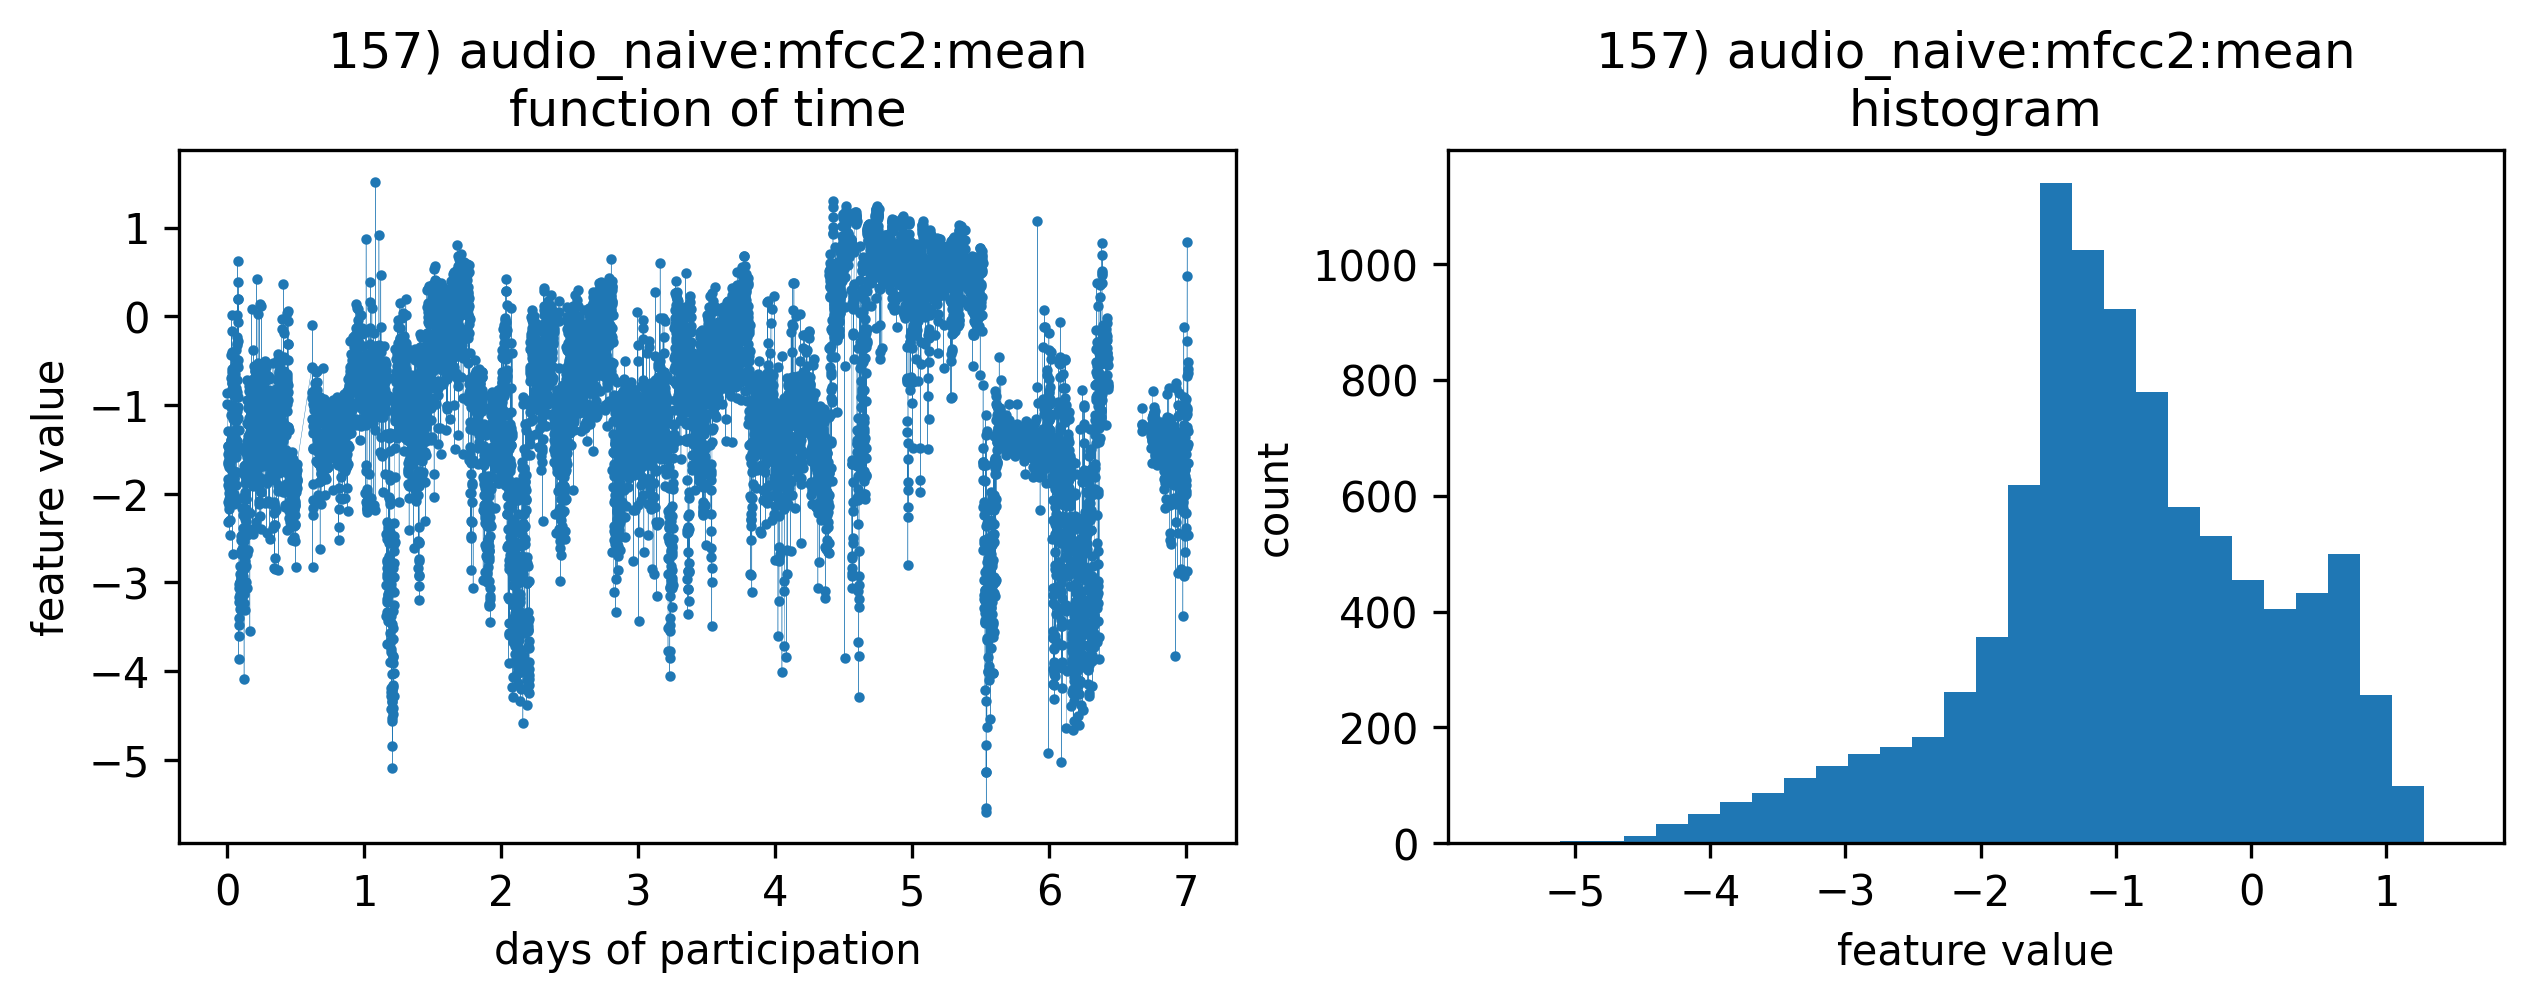 157) audio_naive:mfcc2:mean
function of time
1
0
−1
−2
−3
−4
−5
feature value
0 1 2 3 4 5 6 7
days of participation
157) audio_naive:mfcc2:mean
histogram
1000
800
600
400
200
0
count
−5 −4 −3 −2 −1 0 1
feature value